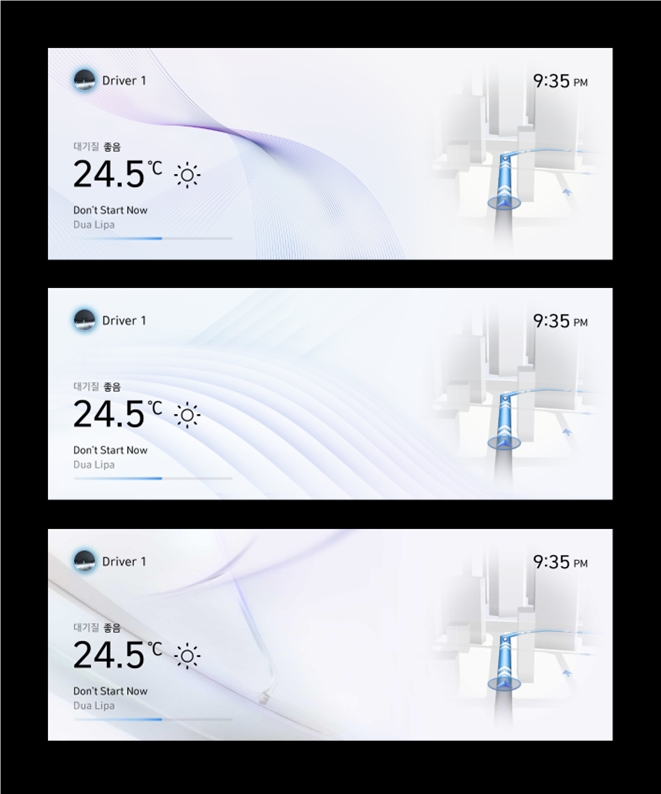 Driver 1
9:35 PM
대기질 좋음
24.5°C
Don't Start Now
Dua Lipa
Driver 1
9:35 PM
대기질 좋음
24.5°C
Don't Start Now
Dua Lipa
Driver 1
9:35 PM
대기질 좋음
24.5°C
Don't Start Now
Dua Lipa